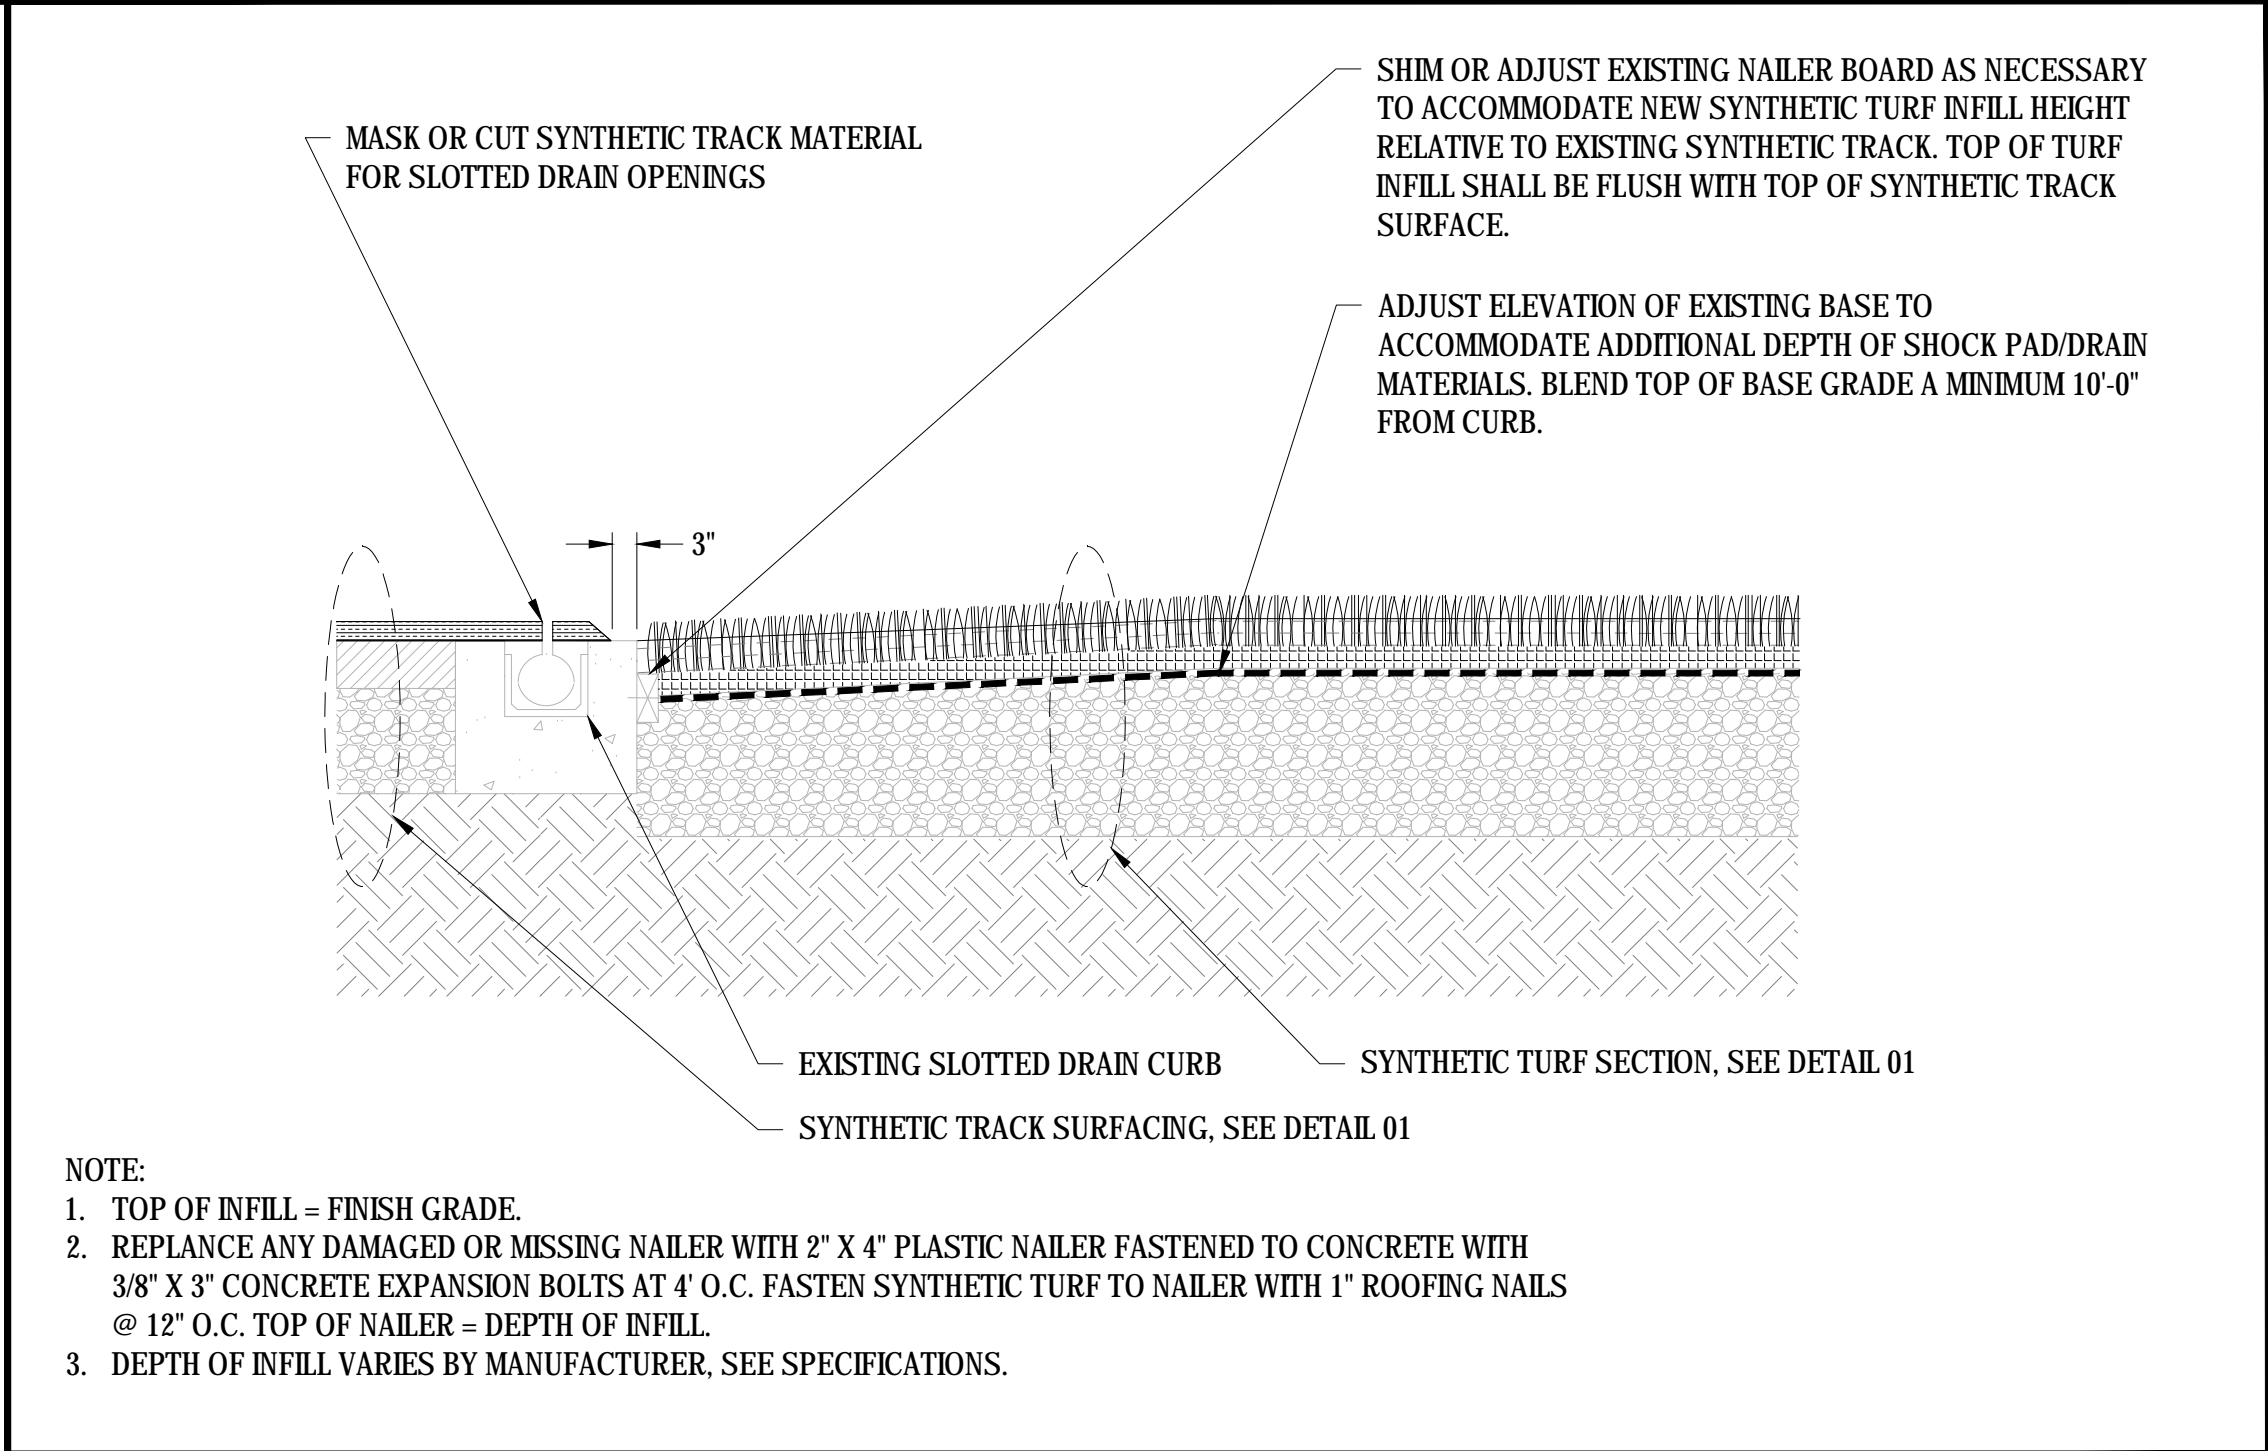 MASK OR CUT SYNTHETIC TRACK MATERIAL
FOR SLOTTED DRAIN OPENINGS
SHIM OR ADJUST EXISTING NAILER BOARD AS NECESSARY
TO ACCOMMODATE NEW SYNTHETIC TURF INFILL HEIGHT
RELATIVE TO EXISTING SYNTHETIC TRACK. TOP OF TURF
INFILL SHALL BE FLUSH WITH TOP OF SYNTHETIC TRACK
SURFACE.
ADJUST ELEVATION OF EXISTING BASE TO
ACCOMMODATE ADDITIONAL DEPTH OF SHOCK PAD/DRAIN
MATERIALS. BLEND TOP OF BASE GRADE A MINIMUM 10'-0"
FROM CURB.
3"
EXISTING SLOTTED DRAIN CURB
SYNTHETIC TURF SECTION, SEE DETAIL 01
SYNTHETIC TRACK SURFACING, SEE DETAIL 01
NOTE:
1. TOP OF INFILL = FINISH GRADE.
2. REPLANCE ANY DAMAGED OR MISSING NAILER WITH 2" X 4" PLASTIC NAILER FASTENED TO CONCRETE WITH
3/8" X 3" CONCRETE EXPANSION BOLTS AT 4' O.C. FASTEN SYNTHETIC TURF TO NAILER WITH 1" ROOFING NAILS
@ 12" O.C. TOP OF NAILER = DEPTH OF INFILL.
3. DEPTH OF INFILL VARIES BY MANUFACTURER, SEE SPECIFICATIONS.